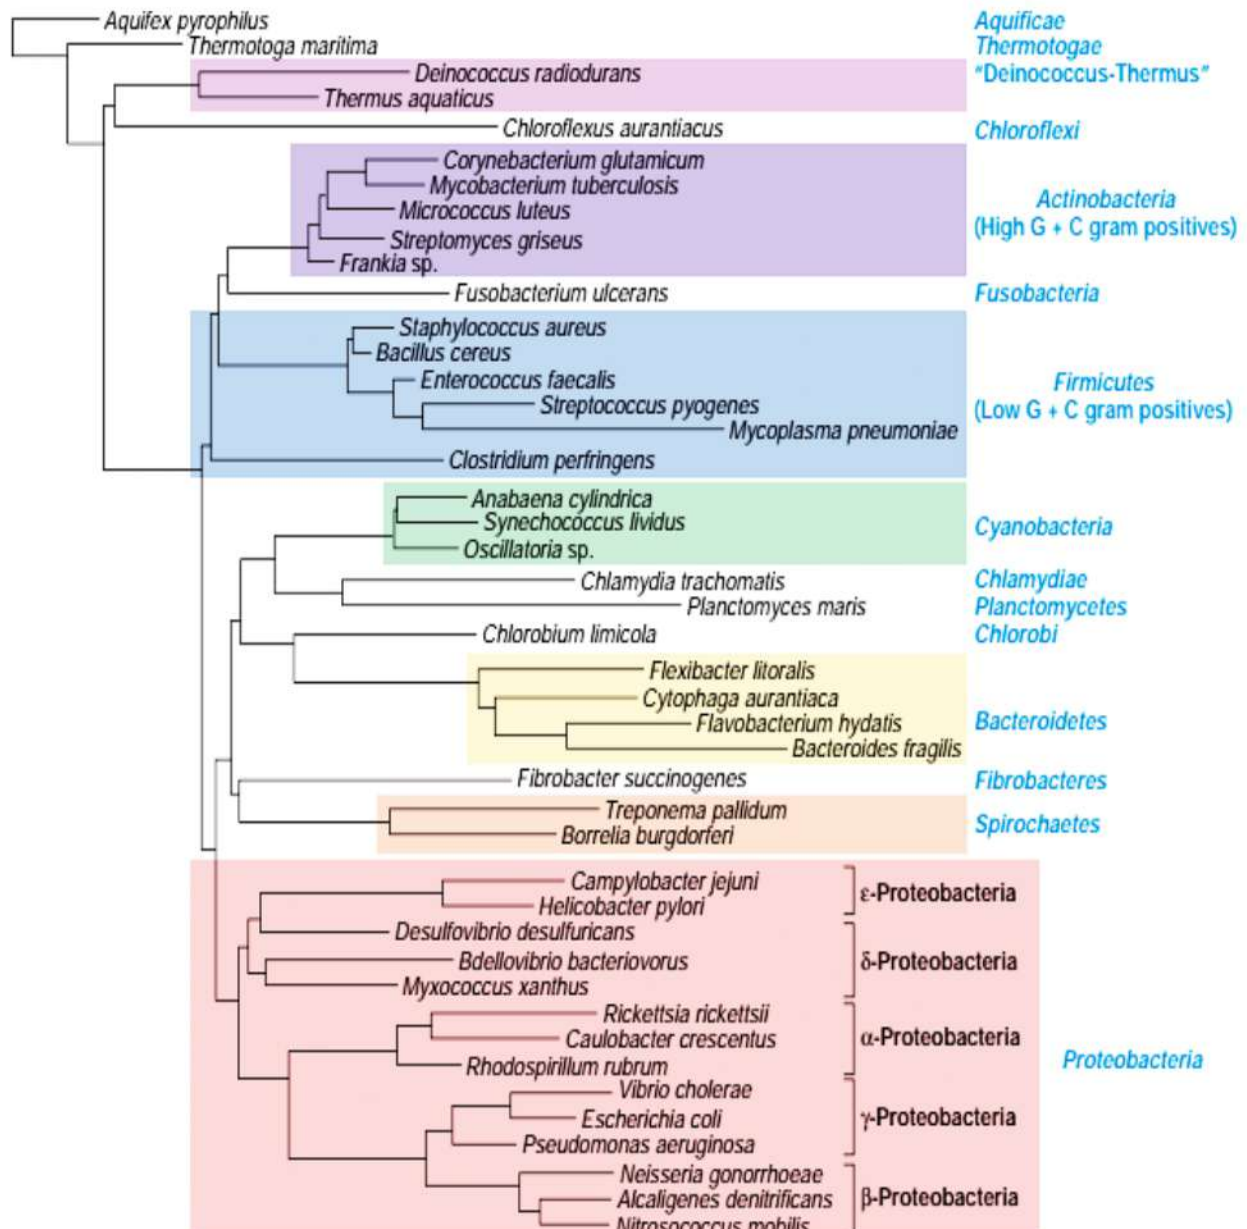 Aquifex pyrophilus Aquificae
Thermotoga maritima Thermotogae
Deinococcus radiodurans "Deinococcus-Thermus"
Thermus aquaticus
Chloroflexus aurantiacus Chloroflexi
Corynebacterium glutamicum
Mycobacterium tuberculosis
Micrococcus luteus Actinobacteria
Streptomyces griseus (High G + C gram positives)
Frankia sp.
Fusobacterium ulcerans Fusobacteria
Staphylococcus aureus
Bacillus cereus
Enterococcus faecalis Firmicutes
Streptococcus pyogenes (Low G + C gram positives)
Mycoplasma pneumoniae
Clostridium perfringens
Anabaena cylindrica
Synechococcus lividus Cyanobacteria
Oscillatoria sp.
Chlamydia trachomatis Chlamydiae
Planctomyces maris Planctomycetes
Chlorobium limicola Chlorobi
Flexibacter litoralis
Cytophaga aurantiaca
Flavobacterium hydatis Bacteroidetes
Bacteroides fragilis
Fibrobacter succinogenes Fibrobacteres
Treponema pallidum
Borrelia burgdorferi Spirochaetes
Campylobacter jejuni
Helicobacter pylori ε-Proteobacteria
Desulfovibrio desulfuricans
Bdellovibrio bacteriovorus δ-Proteobacteria
Myxococcus xanthus
Rickettsia rickettsii
Caulobacter crescentus α-Proteobacteria
Rhodospirillum rubrum Proteobacteria
Vibrio cholerae
Escherichia coli γ-Proteobacteria
Pseudomonas aeruginosa
Neisseria gonorrhoeae
Alcaligenes denitrificans β-Proteobacteria
Nitrosococcus mobilis